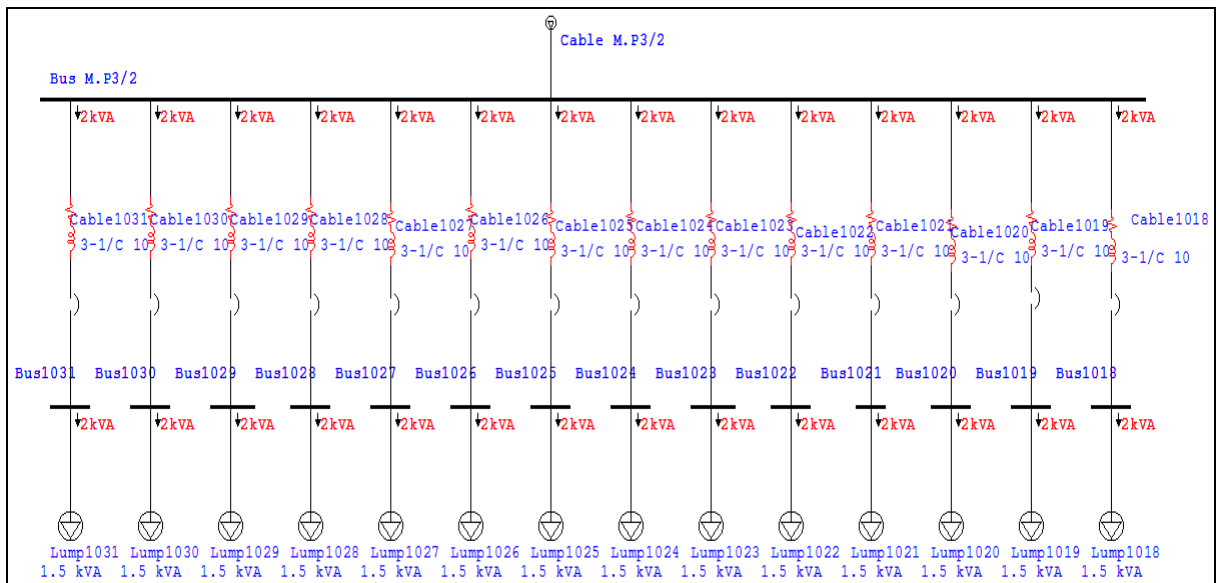 Cable M.P3/2
Bus M.P3/2
2kVA 2kVA 2kVA 2kVA 2kVA 2kVA 2kVA 2kVA 2kVA 2kVA 2kVA 2kVA 2kVA 2kVA
Cable1031 Cable1030 Cable1029 Cable1028 Cable1027 Cable1026 Cable1025 Cable1024 Cable1023 Cable1022 Cable1021 Cable1020 Cable1019 Cable1018
3-1/C 10 3-1/C 10 3-1/C 10 3-1/C 10 3-1/C 10 3-1/C 10 3-1/C 10 3-1/C 10 3-1/C 10 3-1/C 10 3-1/C 10 3-1/C 10 3-1/C 10 3-1/C 10
Bus1031 Bus1030 Bus1029 Bus1028 Bus1027 Bus1026 Bus1025 Bus1024 Bus1023 Bus1022 Bus1021 Bus1020 Bus1019 Bus1018
2kVA 2kVA 2kVA 2kVA 2kVA 2kVA 2kVA 2kVA 2kVA 2kVA 2kVA 2kVA 2kVA 2kVA
Lump1031 Lump1030 Lump1029 Lump1028 Lump1027 Lump1026 Lump1025 Lump1024 Lump1023 Lump1022 Lump1021 Lump1020 Lump1019 Lump1018
1.5 kVA 1.5 kVA 1.5 kVA 1.5 kVA 1.5 kVA 1.5 kVA 1.5 kVA 1.5 kVA 1.5 kVA 1.5 kVA 1.5 kVA 1.5 kVA 1.5 kVA 1.5 kVA